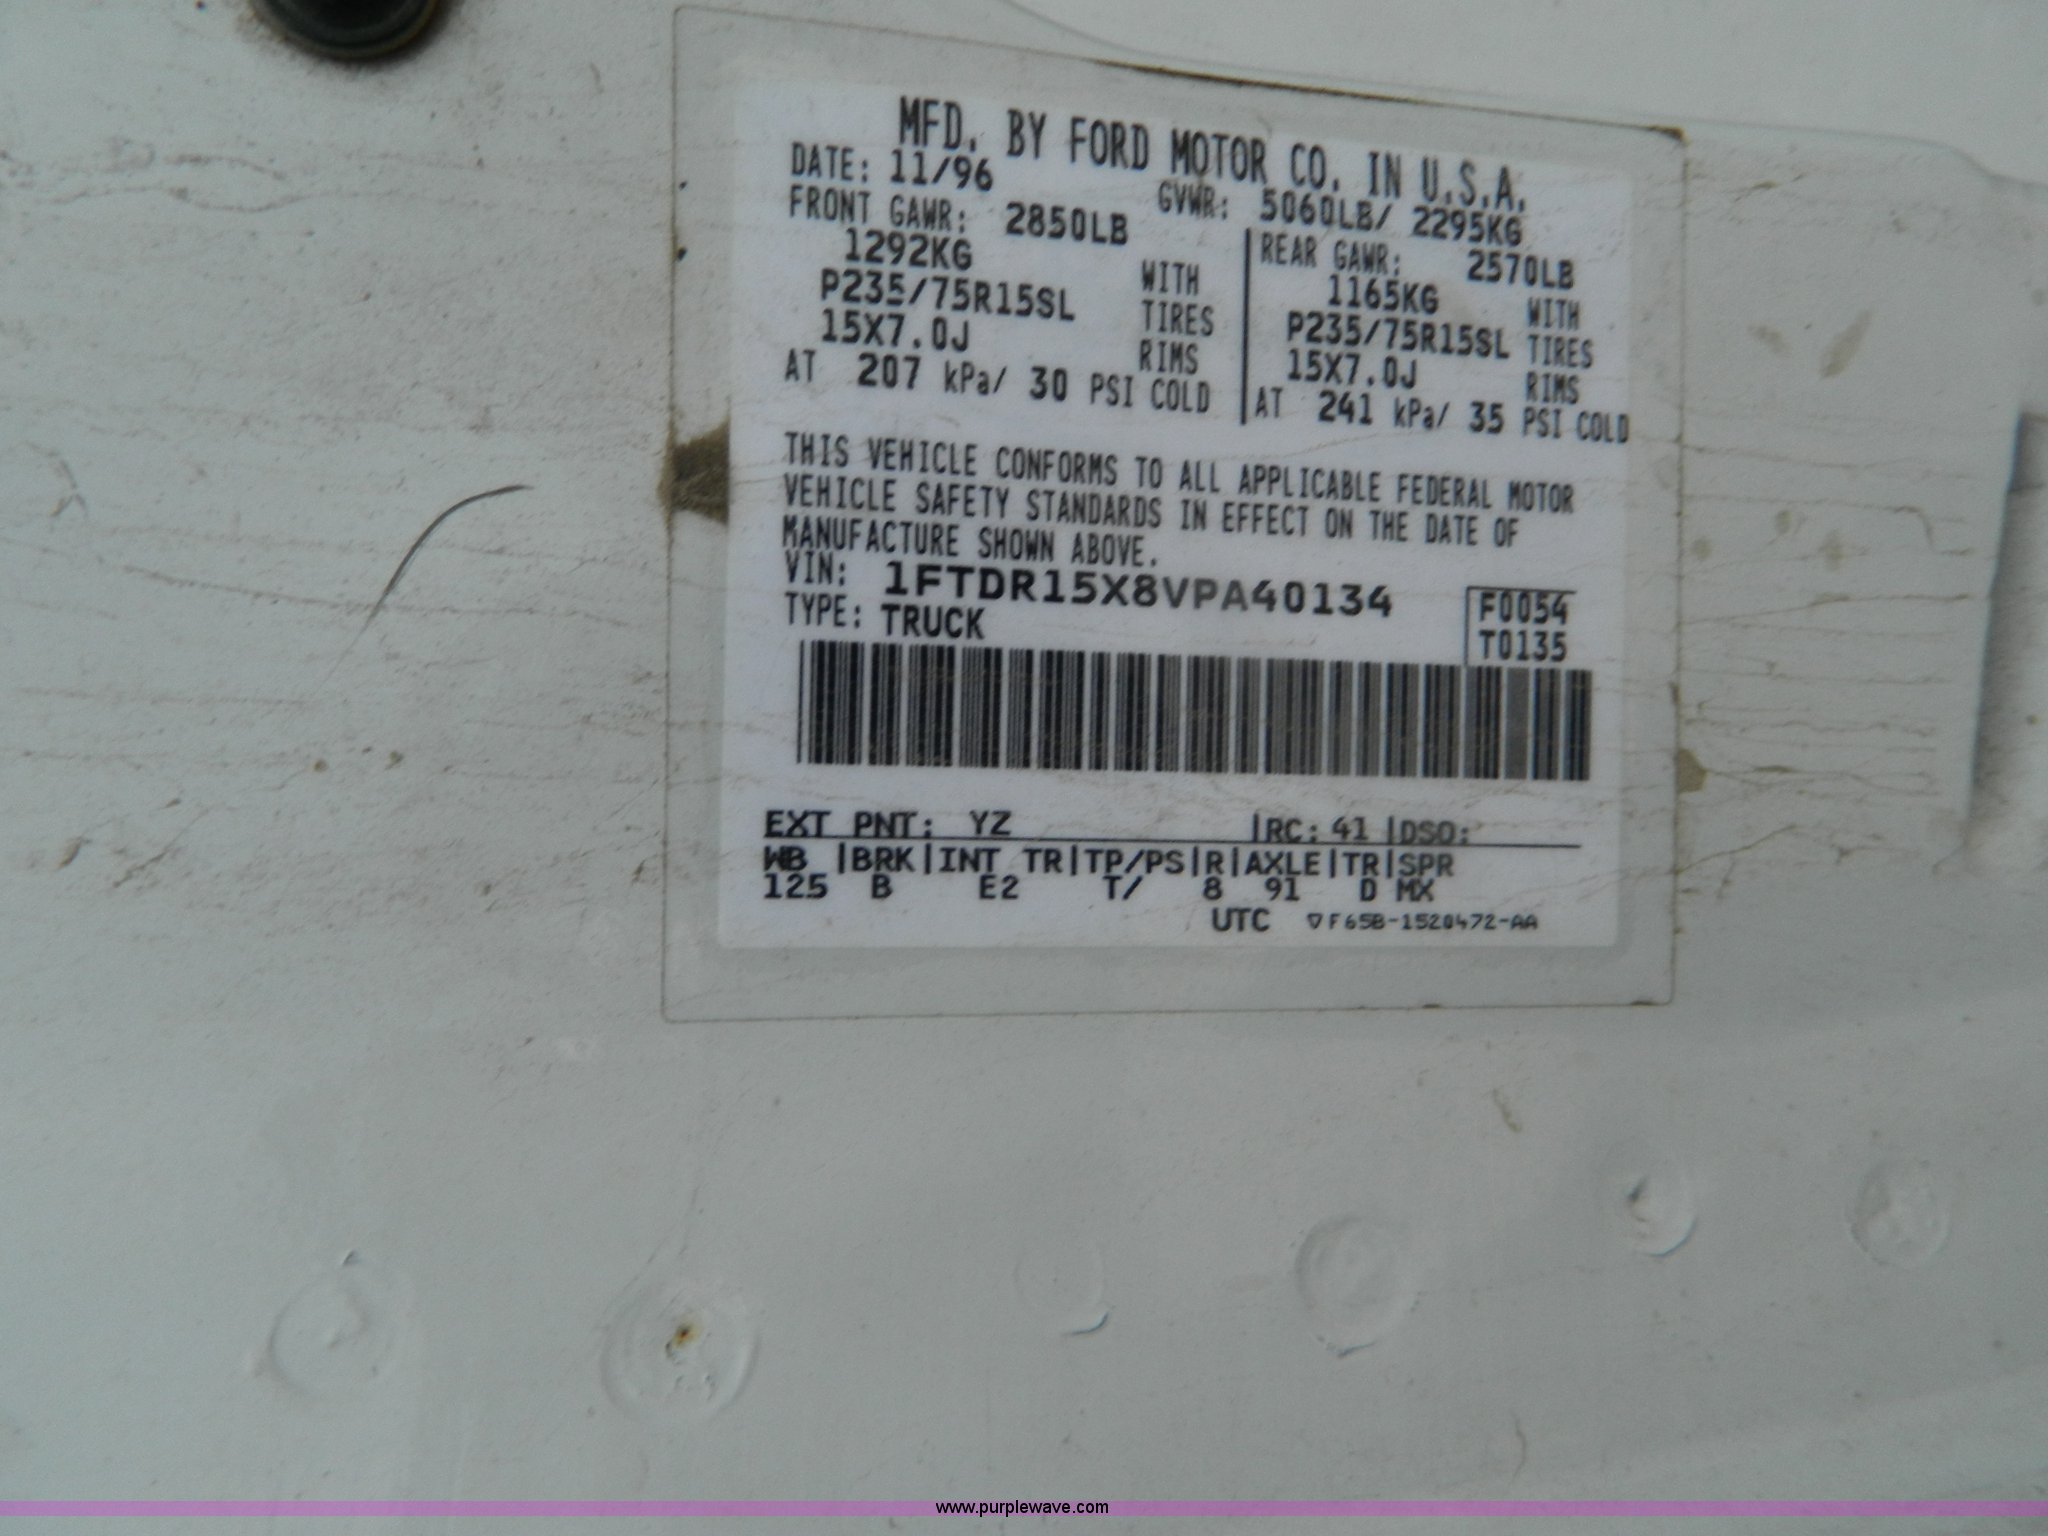 MFD. BY FORD MOTOR CO. IN U.S.A.
DATE: 11/96 GVWR: 5060LB/ 2295KG
FRONT GAWR: 2850LB REAR GAWR: 2570LB
1292KG WITH 1165KG WITH
P235/75R15SL TIRES P235/75R15SL TIRES
15X7.0J RIMS 15X7.0J RIMS
AT 207 kPa/ 30 PSI COLD AT 241 kPa/ 35 PSI COLD
THIS VEHICLE CONFORMS TO ALL APPLICABLE FEDERAL MOTOR
VEHICLE SAFETY STANDARDS IN EFFECT ON THE DATE OF
MANUFACTURE SHOWN ABOVE.
VIN: 1FTDR15X8VPA40134 F0054
TYPE: TRUCK T0135
EXT PNT: YZ |RC: 41 |DSO:
WB |BRK|INT TR|TP/PS|R|AXLE|TR|SPR
125 B E2 T/ 8 91 D MX
UTC ▽F65B-1520472-AA
www.purplewave.com